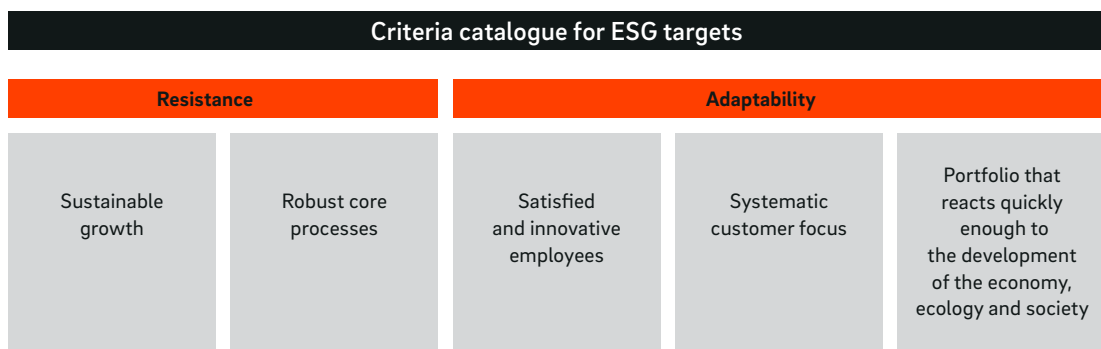 Criteria catalogue for ESG targets
Resistance
Adaptability
Sustainable
growth
Robust core
processes
Satisfied
and innovative
employees
Systematic
customer focus
Portfolio that
reacts quickly
enough to
the development
of the economy,
ecology and society